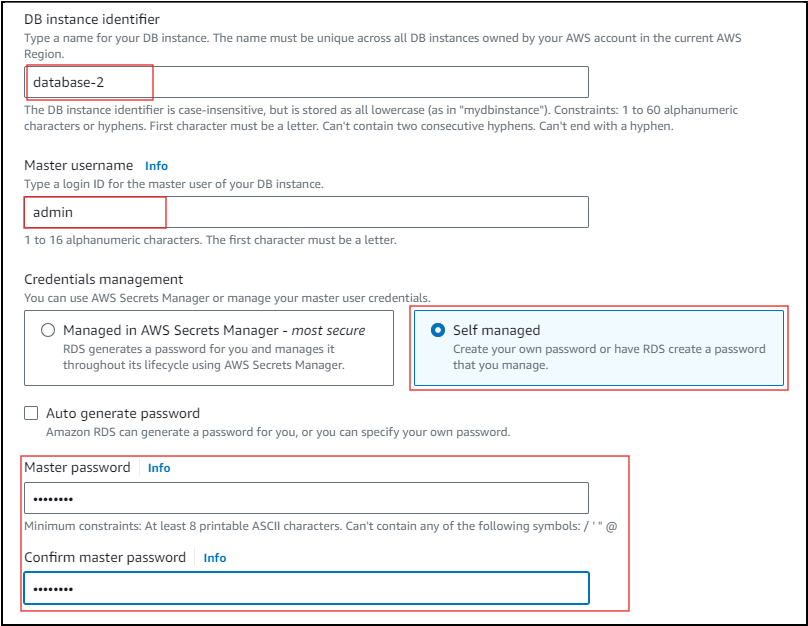 DB instance identifier
Type a name for your DB instance. The name must be unique across all DB instances owned by your AWS account in the current AWS
Region.
database-2
The DB instance identifier is case-insensitive, but is stored as all lowercase (as in "mydbinstance"). Constraints: 1 to 60 alphanumeric
characters or hyphens. First character must be a letter. Can't contain two consecutive hyphens. Can't end with a hyphen.
Master username Info
Type a login ID for the master user of your DB instance.
admin
1 to 16 alphanumeric characters. The first character must be a letter.
Credentials management
You can use AWS Secrets Manager or manage your master user credentials.
Managed in AWS Secrets Manager - most secure
RDS generates a password for you and manages it
throughout its lifecycle using AWS Secrets Manager.
Self managed
Create your own password or have RDS create a password
that you manage.
Auto generate password
Amazon RDS can generate a password for you, or you can specify your own password.
Master password Info
••••••••
Minimum constraints: At least 8 printable ASCII characters. Can't contain any of the following symbols: / ' " @
Confirm master password Info
••••••••